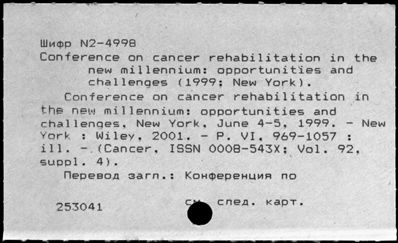 Шифр N2-4998
Conference on cancer rehabilitation in the
new millennium: opportunities and
challenges (1999; New York).
Conference on cancer rehabilitation in
the new millennium: opportunities and
challenges, New York, June 4-5, 1999. - New
York : Wiley, 2001. - P. VI, 969-1057 :
ill. - (Cancer, ISSN 0008-543X; Vol. 92,
suppl. 4).
Перевод загл.: Конференция по
см. след. карт.
253041